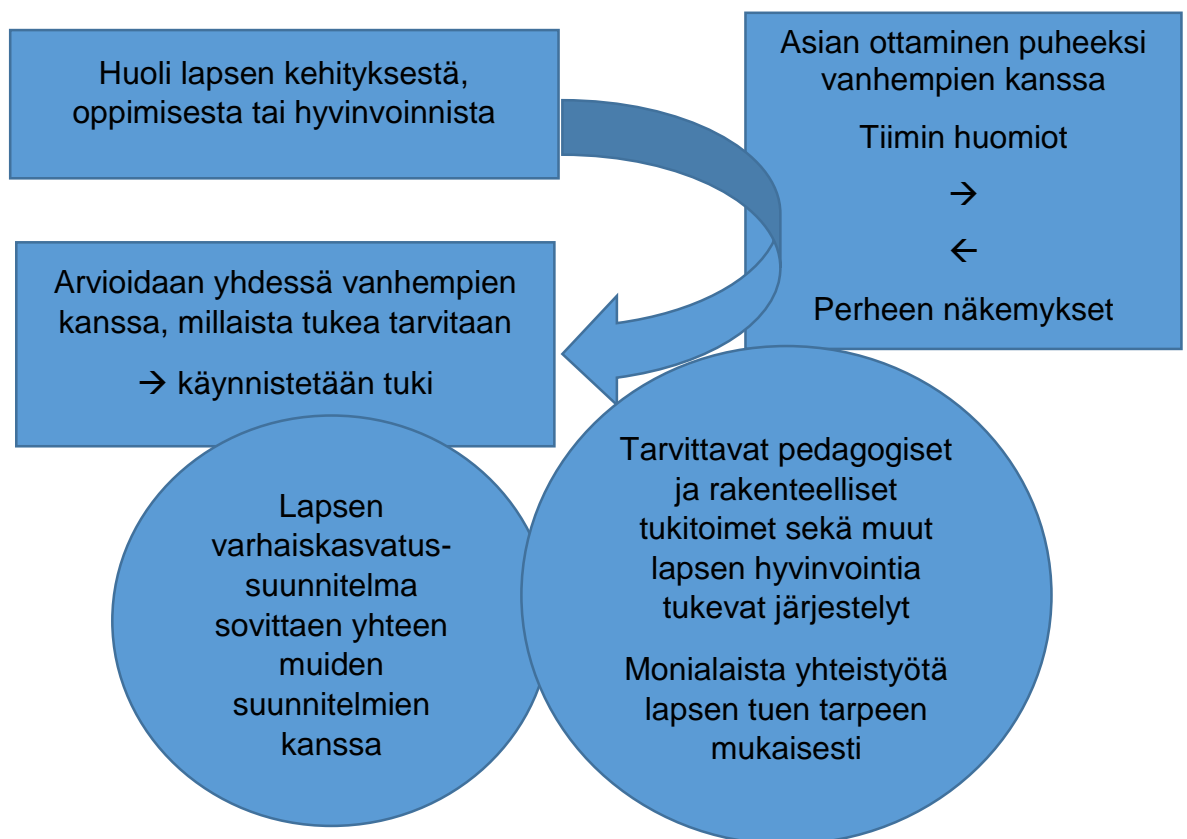 Huoli lapsen kehityksestä,
oppimisesta tai hyvinvoinnista
Asian ottaminen puheeksi
vanhempien kanssa
Tiimin huomiot
→
←
Perheen näkemykset
Arvioidaan yhdessä vanhempien
kanssa, millaista tukea tarvitaan
→ käynnistetään tuki
Lapsen
varhaiskasvatus-
suunnitelma
sovittaen yhteen
muiden
suunnitelmien
kanssa
Tarvittavat pedagogiset
ja rakenteelliset
tukitoimet sekä muut
lapsen hyvinvointia
tukevat järjestelyt
Monialaista yhteistyötä
lapsen tuen tarpeen
mukaisesti